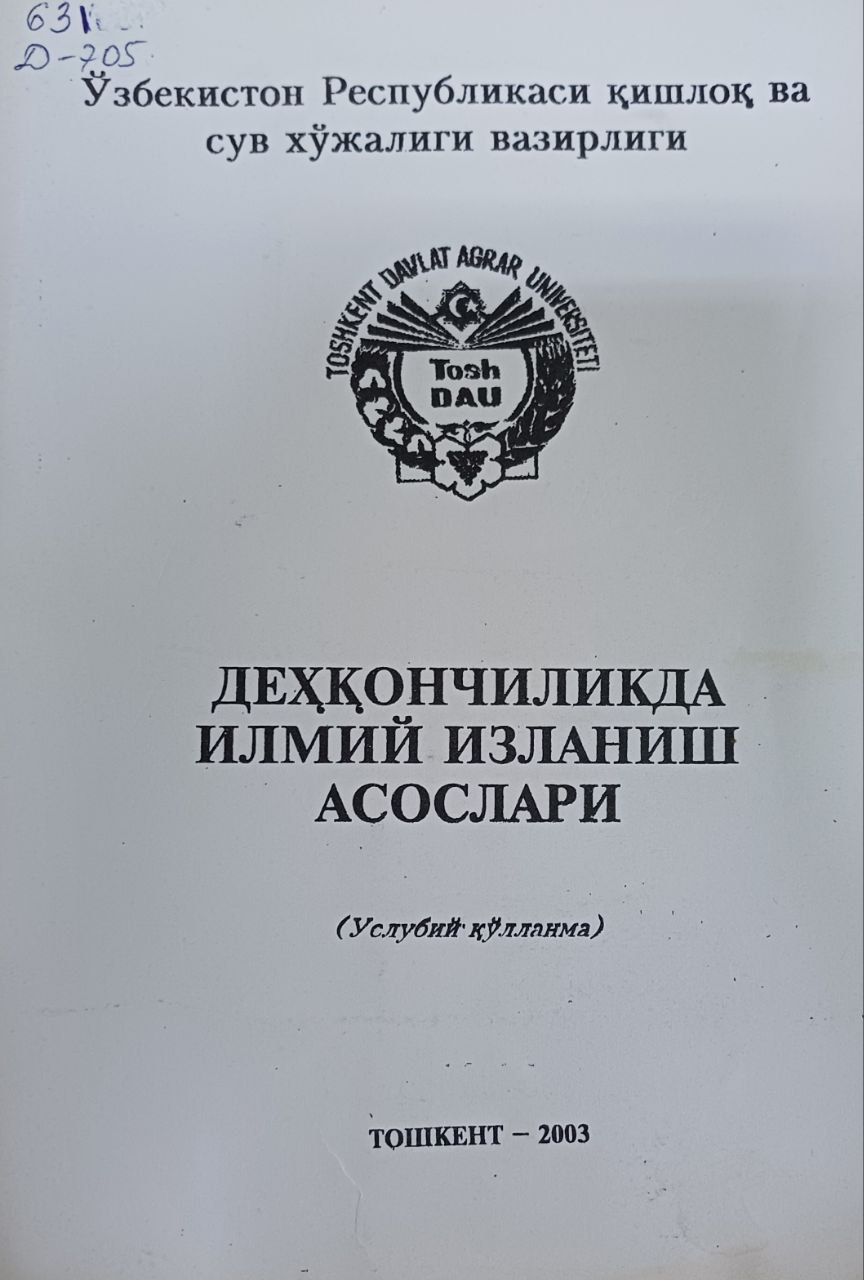 631
Д-705
Ўзбекистон Республикаси қишлоқ ва
сув хўжалиги вазирлиги
TOSHKENT DAVLAT AGRAR UNIVERSITETI
Tosh
DAU
ДЕҲҚОНЧИЛИКДА
ИЛМИЙ ИЗЛАНИШ
АСОСЛАРИ
(Услубий қўлланма)
ТОШКЕНТ – 2003